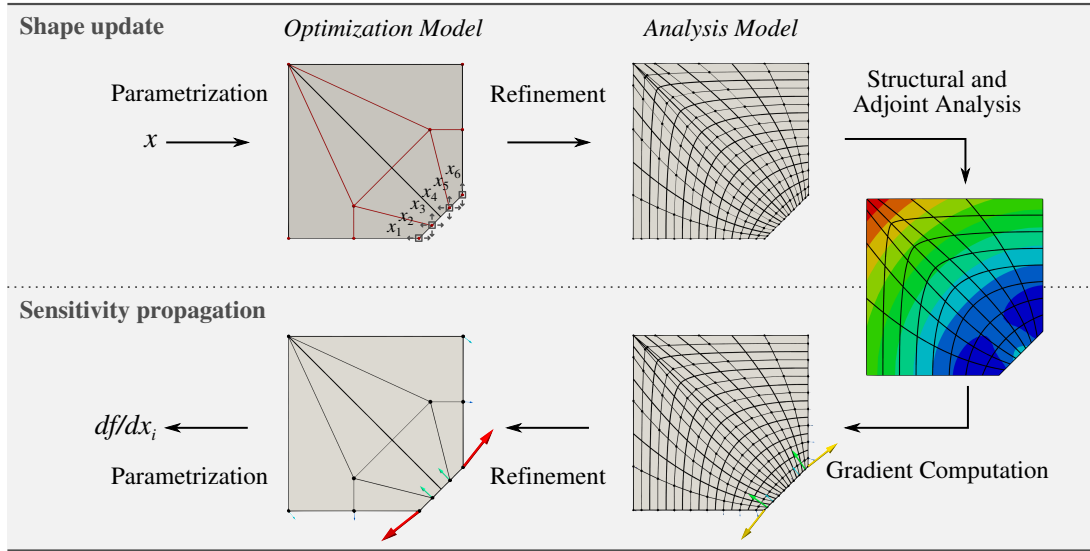 Shape update
Optimization Model
Analysis Model
Parametrization
x
Refinement
Structural and
Adjoint Analysis
x₁
x₂
x₃
x₄
x₅
x₆
Sensitivity propagation
df/dxᵢ
Parametrization
Refinement
Gradient Computation